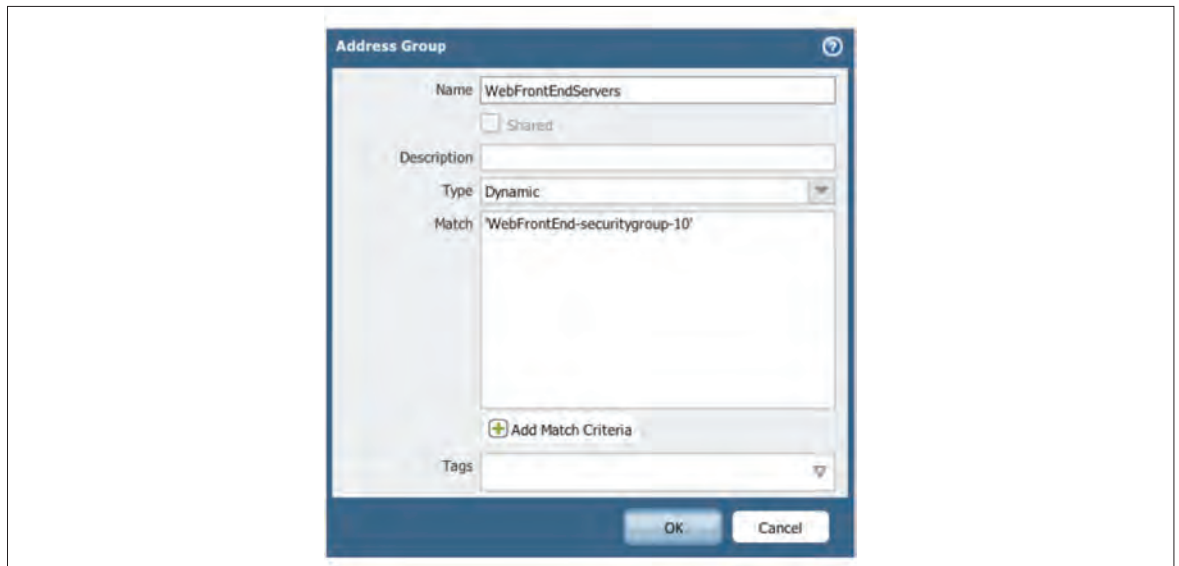 Address Group
Name WebFrontEndServers
Shared
Description
Type Dynamic
Match 'WebFrontEnd-securitygroup-10'
Add Match Criteria
Tags
OK Cancel